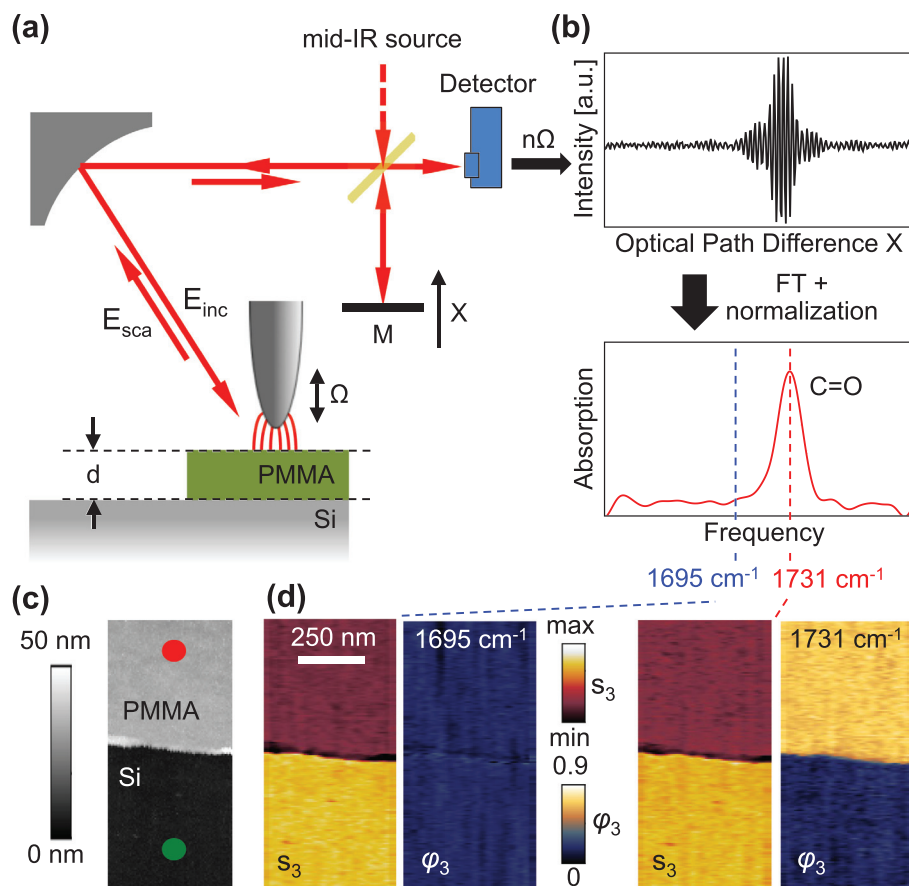 (a)
mid-IR source
Detector
nΩ
E_inc
E_sca
M
X
Ω
d
PMMA
Si
(b)
Intensity [a.u.]
Optical Path Difference X
FT +
normalization
Absorption
C=O
Frequency
1695 cm⁻¹
1731 cm⁻¹
(c)
50 nm
0 nm
PMMA
Si
(d)
250 nm
s₃
1695 cm⁻¹
φ₃
max
s₃
min
0.9
φ₃
0
s₃
1731 cm⁻¹
φ₃